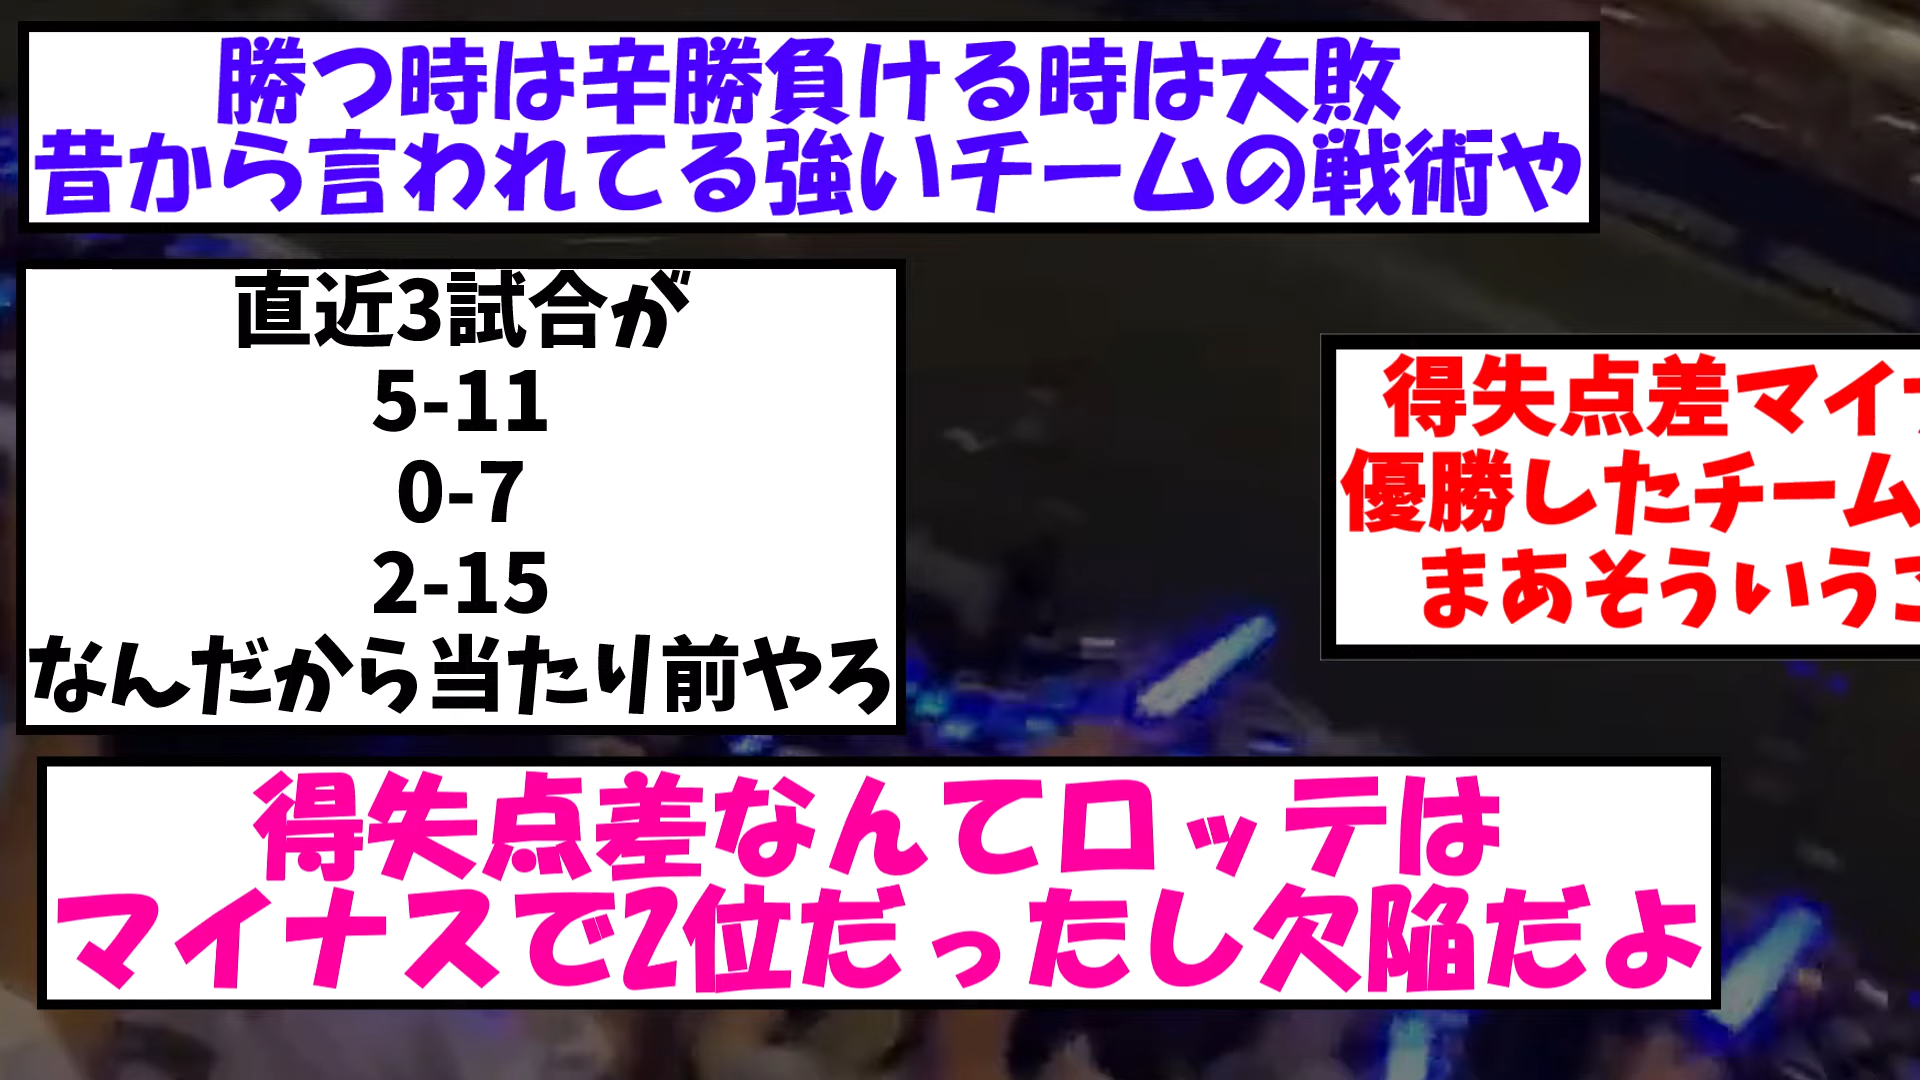 勝つ時は辛勝負ける時は大敗
昔から言われてる強いチームの戦術や
直近3試合が
5-11
0-7
2-15
なんだから当たり前やろ
得失点差マイ
優勝したチーム
まあそういう
得失点差なんてロッテは
マイナスで2位だったし欠陥だよ